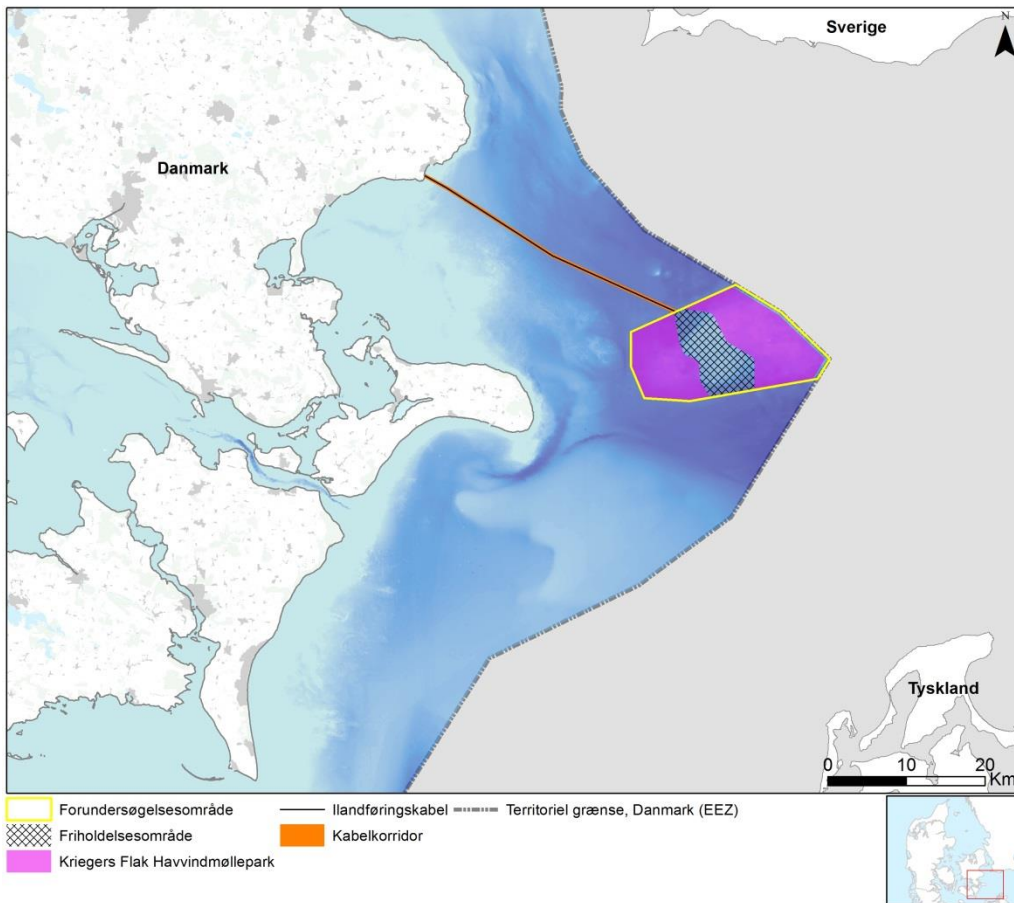 Sverige
N
Danmark
Tyskland
0 10 20
Km
Forundersøgelsesområde
Ilandføringskabel
Territoriel grænse, Danmark (EEZ)
Friholdelsesområde
Kabelkorridor
Kriegers Flak Havvindmøllepark